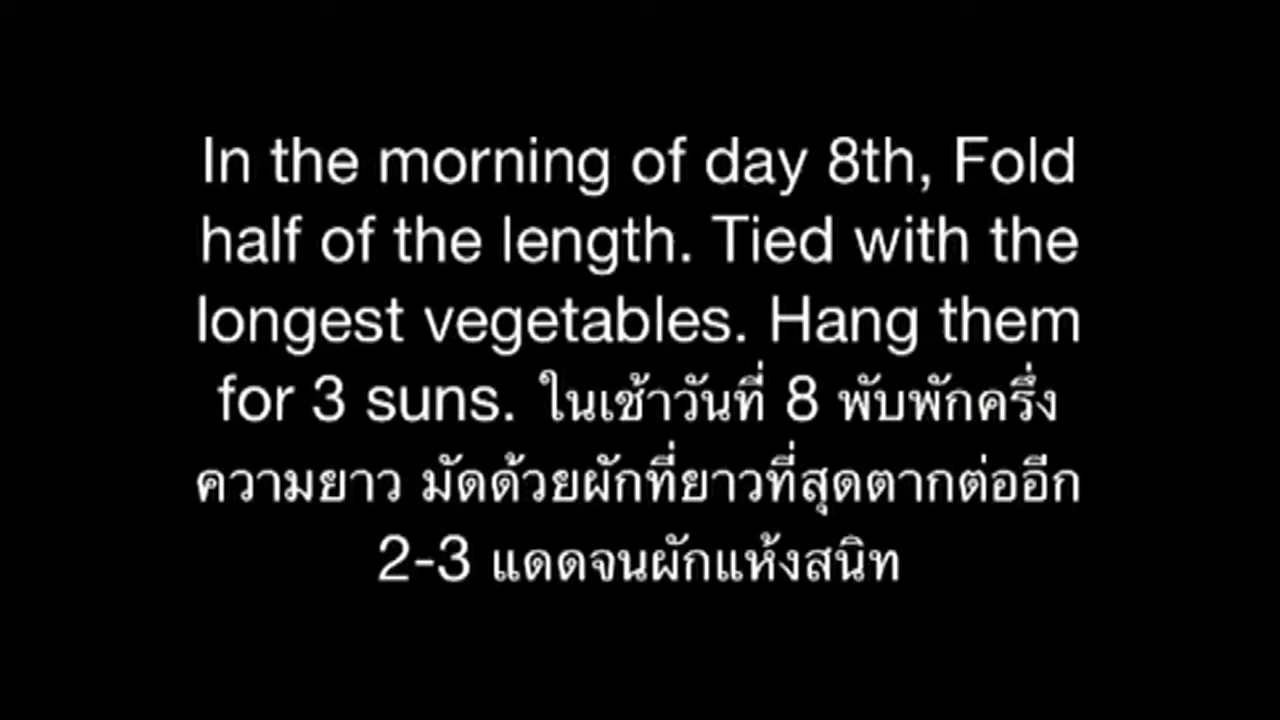 In the morning of day 8th, Fold
half of the length. Tied with the
longest vegetables. Hang them
for 3 suns. ในเช้าวันที่ 8 พับพักครึ่ง
ความยาว มัดด้วยผักที่ยาวที่สุดตากต่ออีก
2-3 แดดจนผักแห้งสนิท